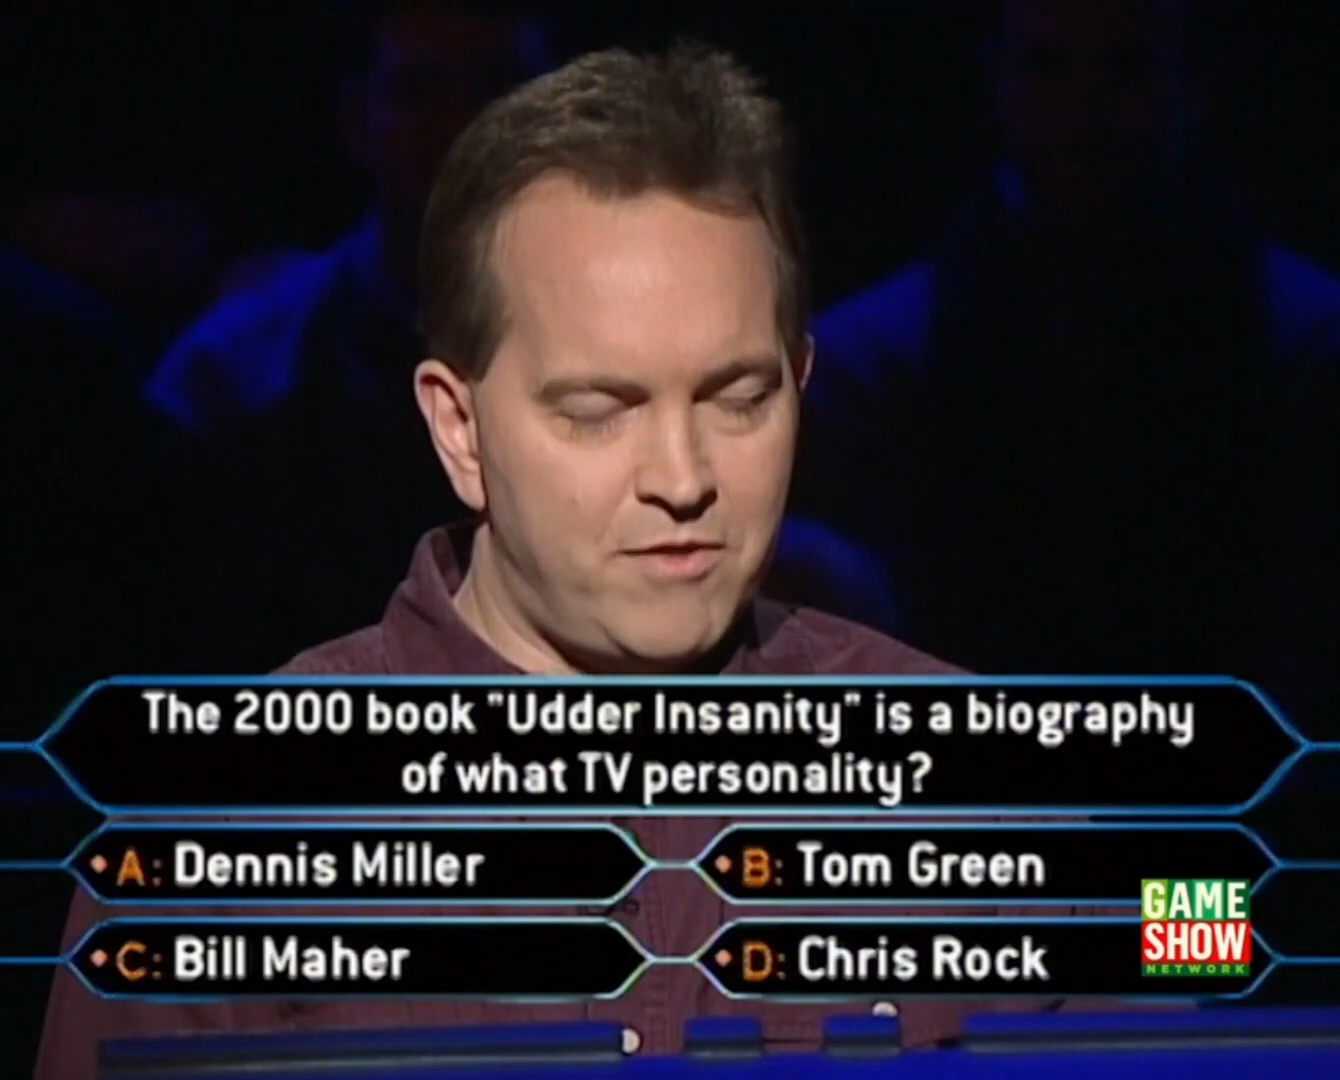 The 2000 book "Udder Insanity" is a biography
of what TV personality?
A: Dennis Miller
B: Tom Green
C: Bill Maher
D: Chris Rock
GAME
SHOW
NETWORK